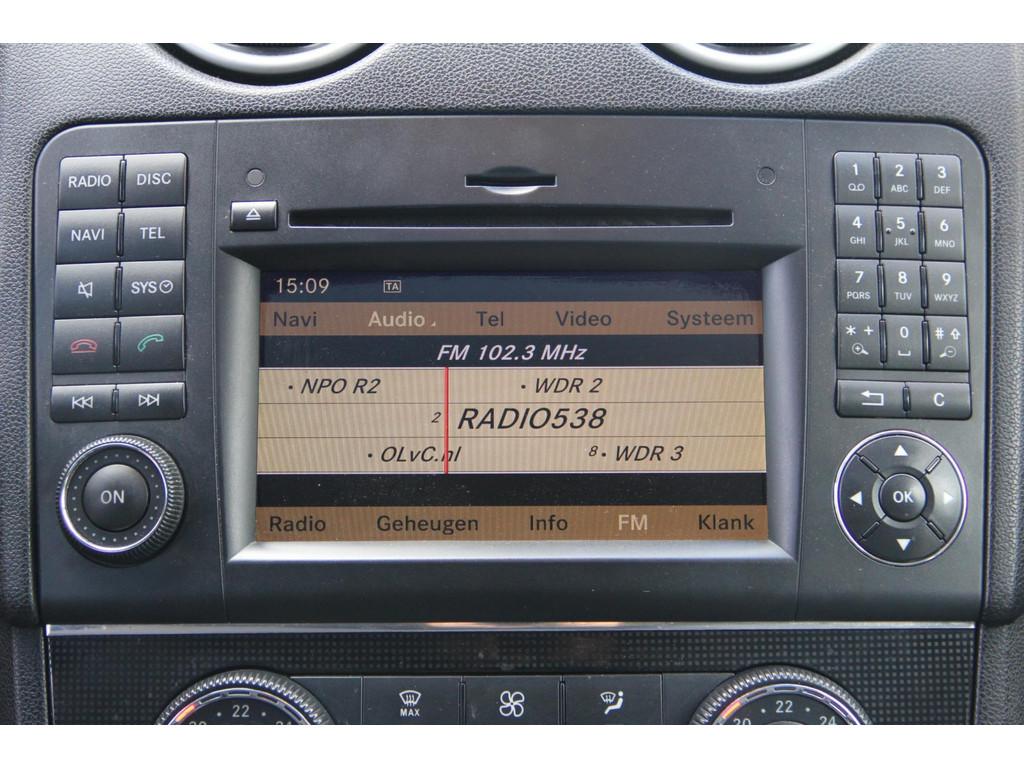 RADIO DISC
NAVI TEL
SYS
ON
15:09 TA
Navi Audio Tel Video Systeem
FM 102.3 MHz
· NPO R2 · WDR 2
2 RADIO538
· OLvC.nl 8 · WDR 3
Radio Geheugen Info FM Klank
1 2 3
ABC DEF
4 5 6
GHI JKL MNO
7 8 9
PQRS TUV WXYZ
* + 0 #
C
OK
MAX
20 22 24
20 22 24